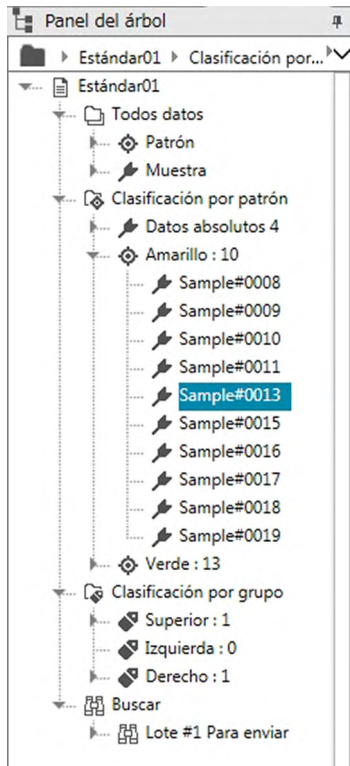 Panel del árbol
Estándar01 Clasificación por...
Estándar01
Todos datos
Patrón
Muestra
Clasificación por patrón
Datos absolutos 4
Amarillo : 10
Sample#0008
Sample#0009
Sample#0010
Sample#0011
Sample#0013
Sample#0015
Sample#0016
Sample#0017
Sample#0018
Sample#0019
Verde : 13
Clasificación por grupo
Superior : 1
Izquierda : 0
Derecho : 1
Buscar
Lote #1 Para enviar